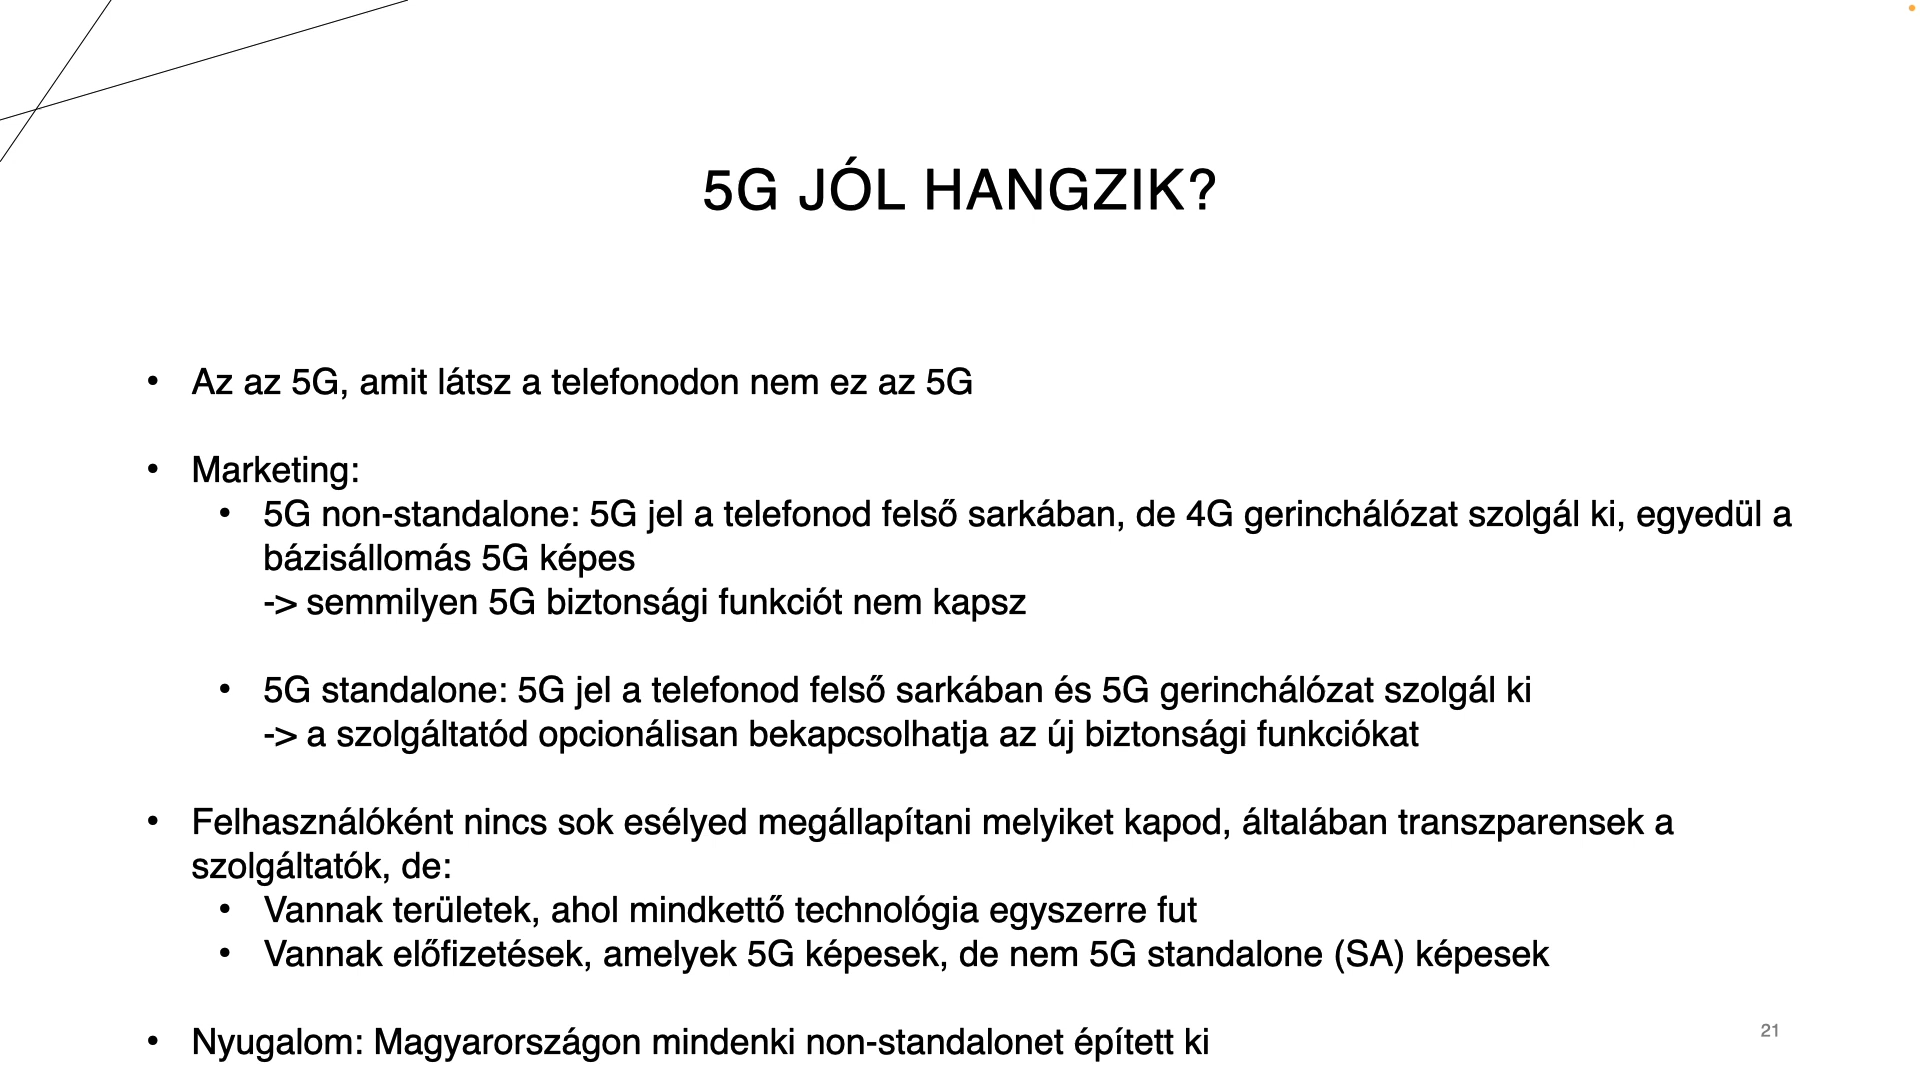 5G JÓL HANGZIK?
• Az az 5G, amit látsz a telefonodon nem ez az 5G
• Marketing:
• 5G non-standalone: 5G jel a telefonod felső sarkában, de 4G gerinchálózat szolgál ki, egyedül a
bázisállomás 5G képes
-> semmilyen 5G biztonsági funkciót nem kapsz
• 5G standalone: 5G jel a telefonod felső sarkában és 5G gerinchálózat szolgál ki
-> a szolgáltatód opcionálisan bekapcsolhatja az új biztonsági funkciókat
• Felhasználóként nincs sok esélyed megállapítani melyiket kapod, általában transzparensek a
szolgáltatók, de:
• Vannak területek, ahol mindkettő technológia egyszerre fut
• Vannak előfizetések, amelyek 5G képesek, de nem 5G standalone (SA) képesek
• Nyugalom: Magyarországon mindenki non-standalonet épített ki
21